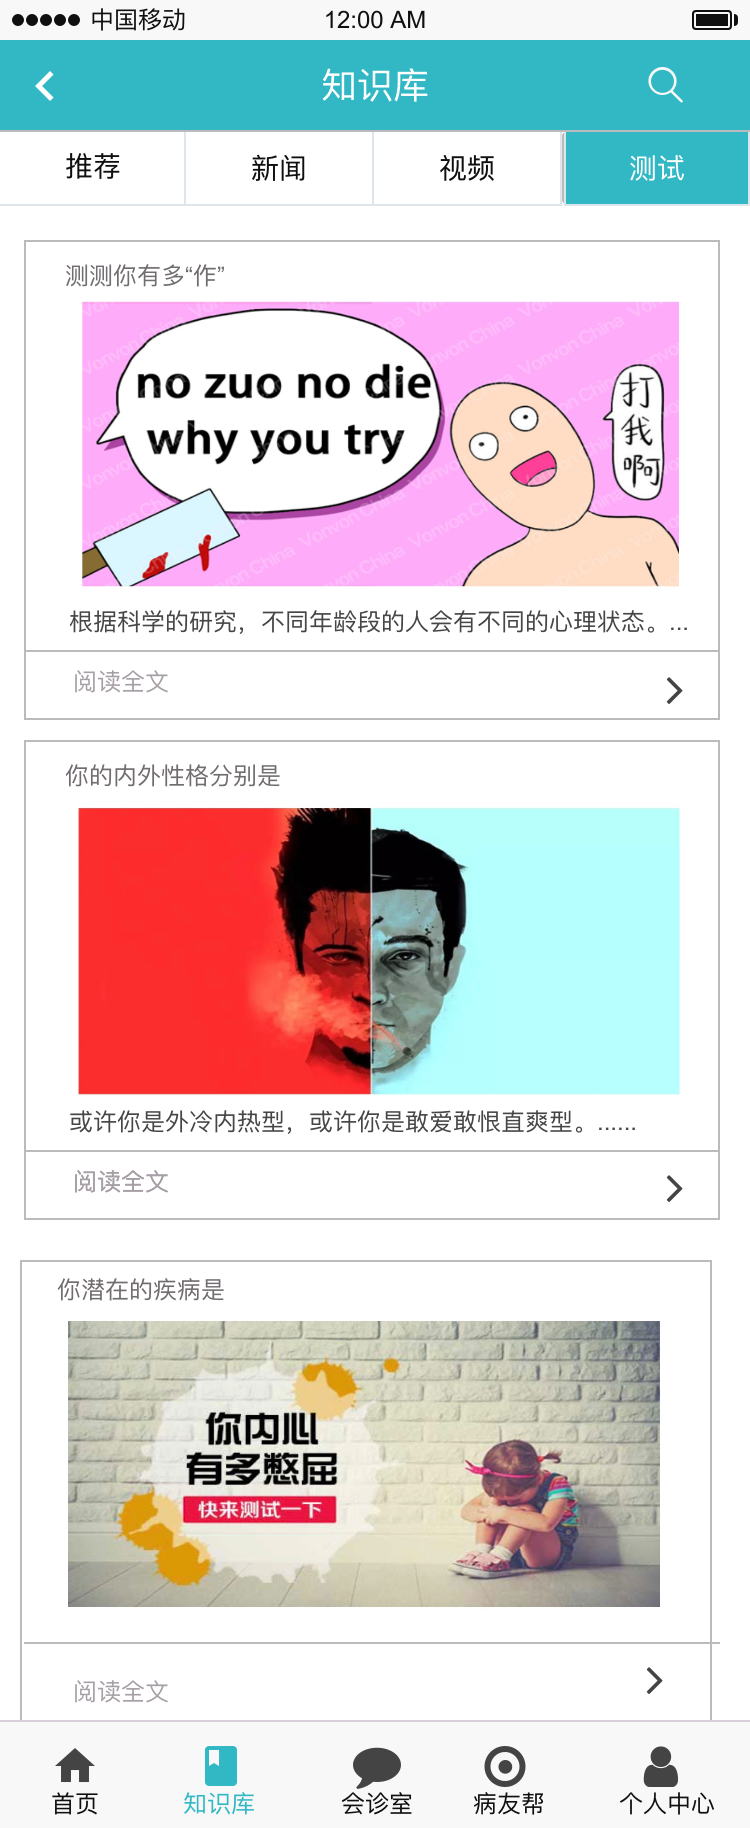 中国移动 12:00 AM
知识库
推荐 新闻 视频 测试
测测你有多“作”
no zuo no die
why you try
打我啊
Vonvon China
根据科学的研究，不同年龄段的人会有不同的心理状态。...
阅读全文
你的内外性格分别是
或许你是外冷内热型，或许你是敢爱敢恨直爽型。......
阅读全文
你潜在的疾病是
你内心
有多憋屈
快来测试一下
阅读全文
首页 知识库 会诊室 病友帮 个人中心